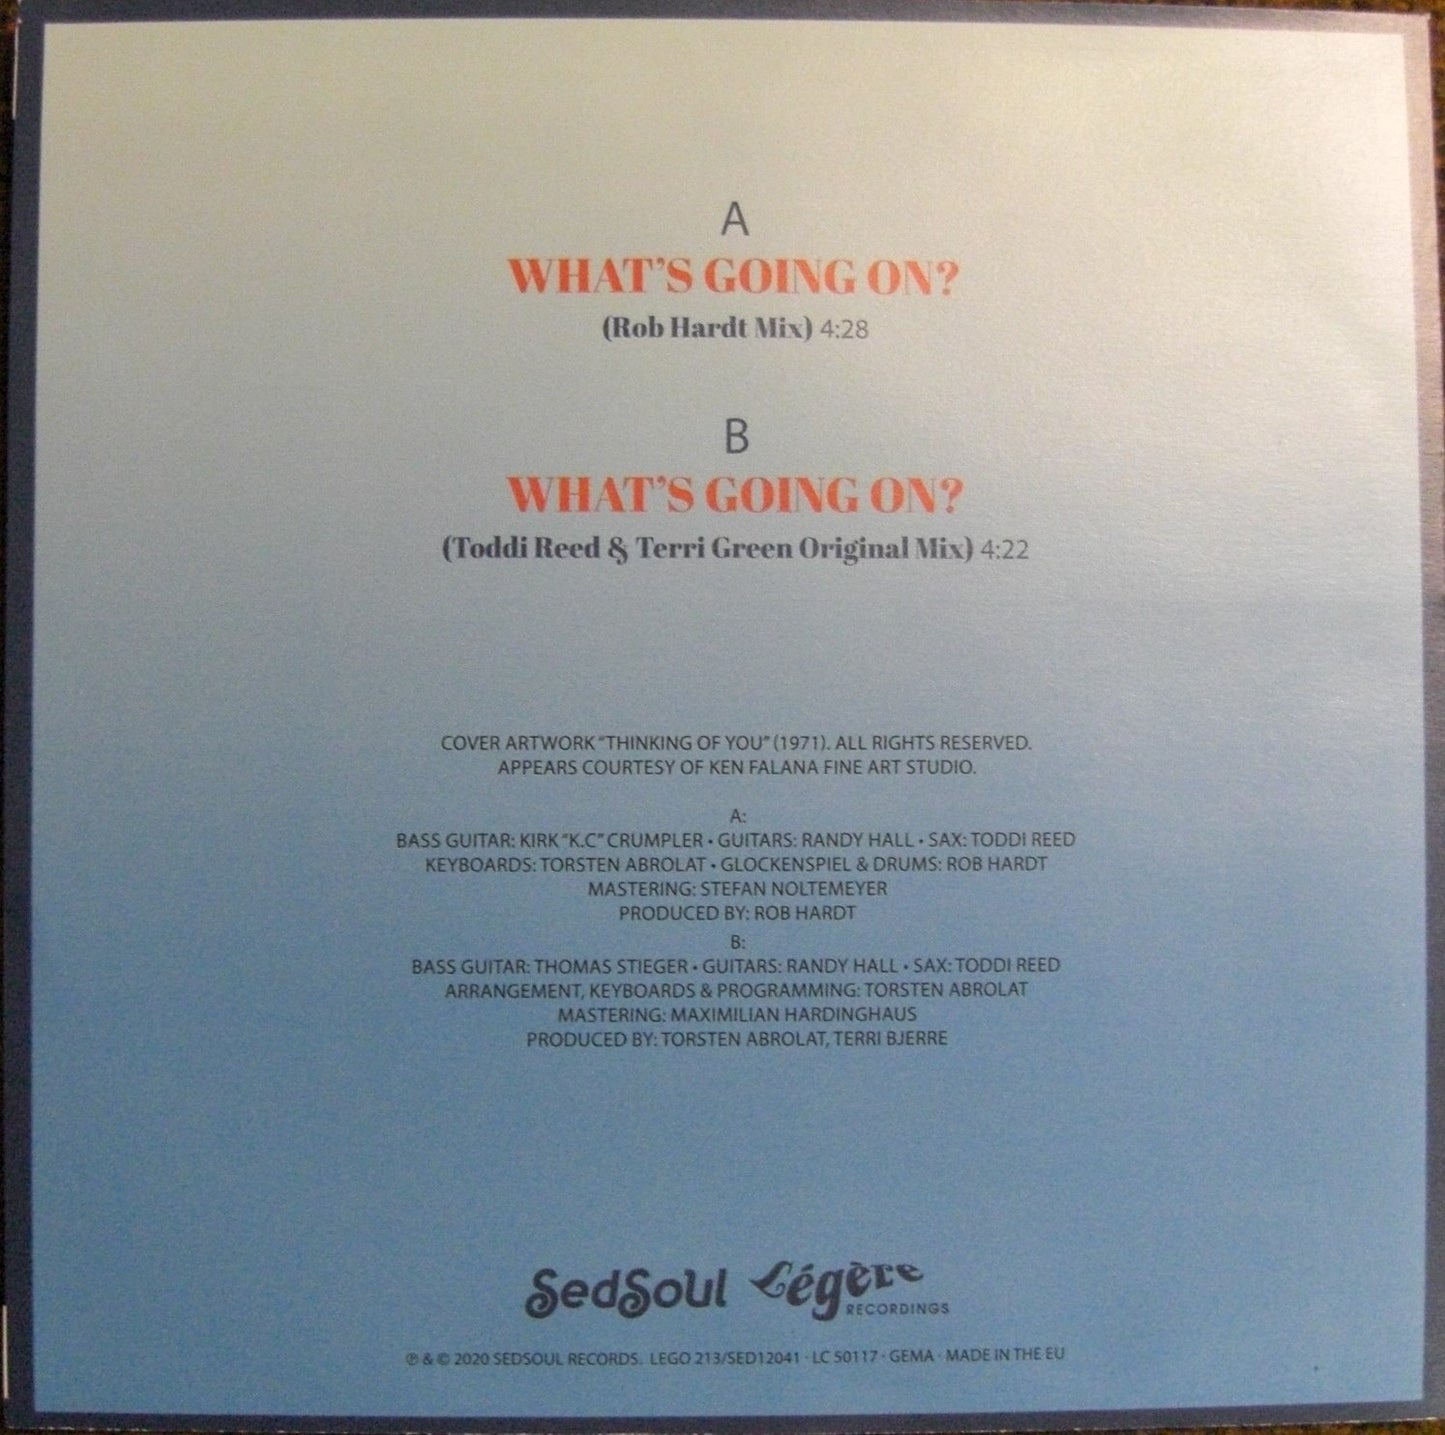 A
WHAT'S GOING ON?
(Rob Hardt Mix) 4:28
B
WHAT'S GOING ON?
(Toddi Reed & Terri Green Original Mix) 4:22
COVER ARTWORK "THINKING OF YOU" (1971). ALL RIGHTS RESERVED.
APPEARS COURTESY OF KEN FALANA FINE ART STUDIO.
A:
BASS GUITAR: KIRK "K.C" CRUMPLER • GUITARS: RANDY HALL • SAX: TODDI REED
KEYBOARDS: TORSTEN ABROLAT • GLOCKENSPIEL & DRUMS: ROB HARDT
MASTERING: STEFAN NOLTEMEYER
PRODUCED BY: ROB HARDT
B:
BASS GUITAR: THOMAS STIEGER • GUITARS: RANDY HALL • SAX: TODDI REED
ARRANGEMENT, KEYBOARDS & PROGRAMMING: TORSTEN ABROLAT
MASTERING: MAXIMILIAN HARDINGHAUS
PRODUCED BY: TORSTEN ABROLAT, TERRI BJERRE
SedSoul Légère
RECORDINGS
℗ & © 2020 SEDSOUL RECORDS. LEGO 213/SED12041 · LC 50117 · GEMA · MADE IN THE EU